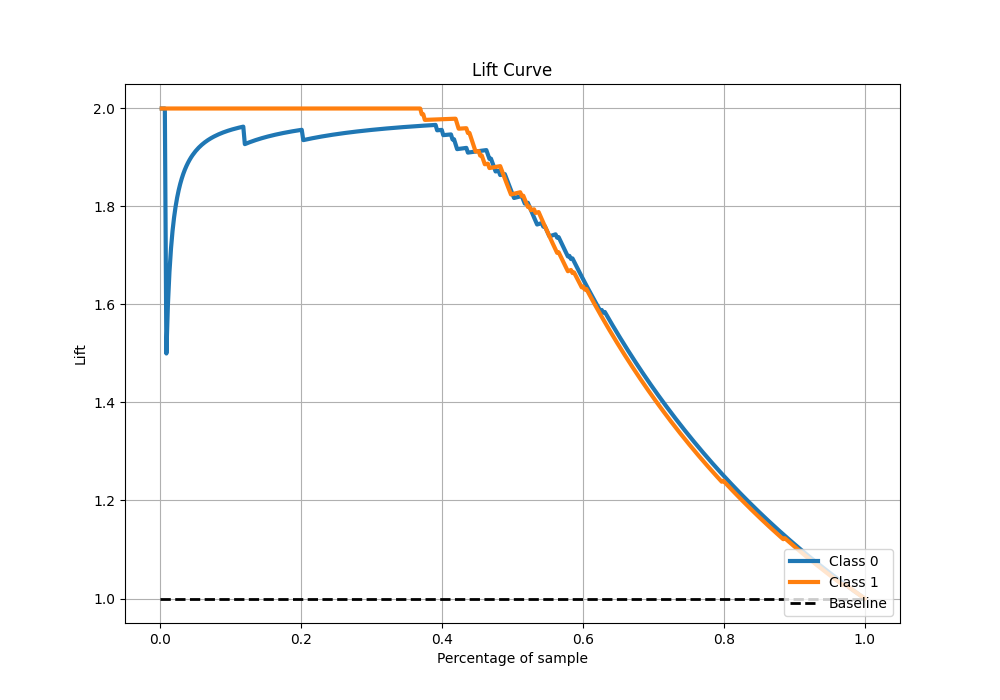 Lift Curve
2.0
1.8
1.6
1.4
1.2
1.0
Lift
0.0 0.2 0.4 0.6 0.8 1.0
Percentage of sample
Class 0
Class 1
Baseline